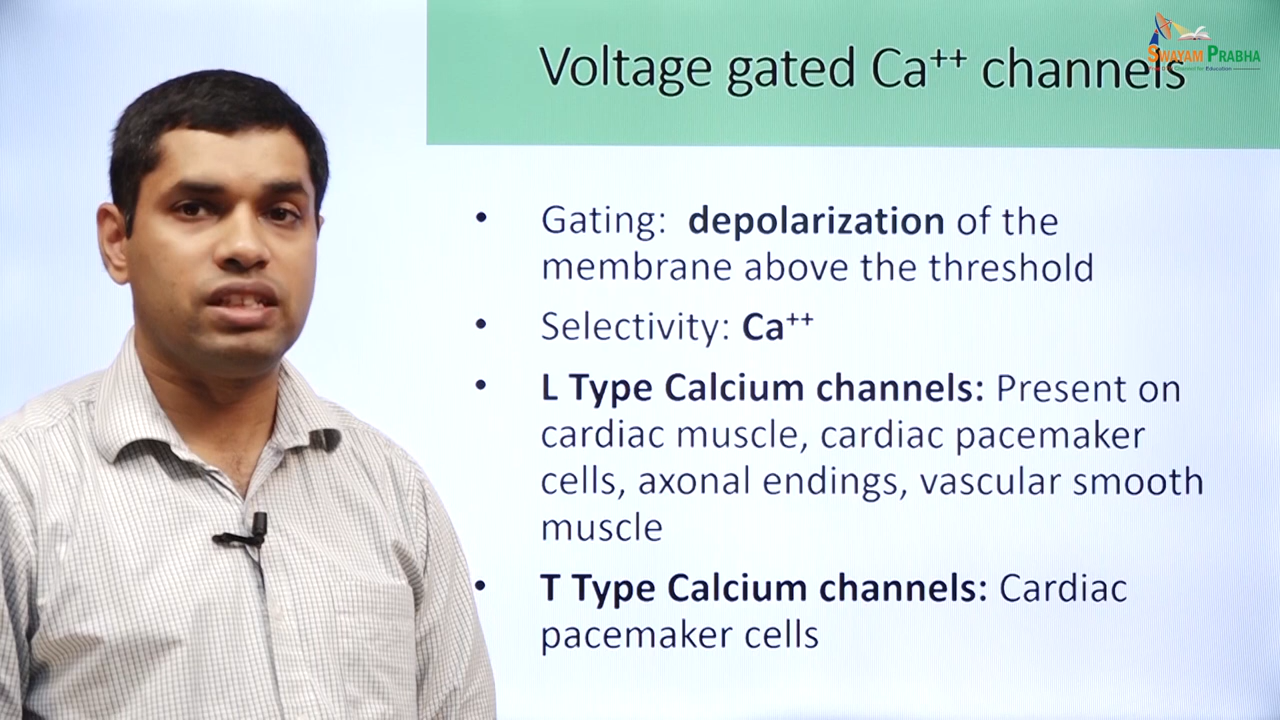 Voltage gated Ca⁺⁺ channels
SWAYAM PRABHA
• Gating: depolarization of the
membrane above the threshold
• Selectivity: Ca⁺⁺
• L Type Calcium channels: Present on
cardiac muscle, cardiac pacemaker
cells, axonal endings, vascular smooth
muscle
• T Type Calcium channels: Cardiac
pacemaker cells